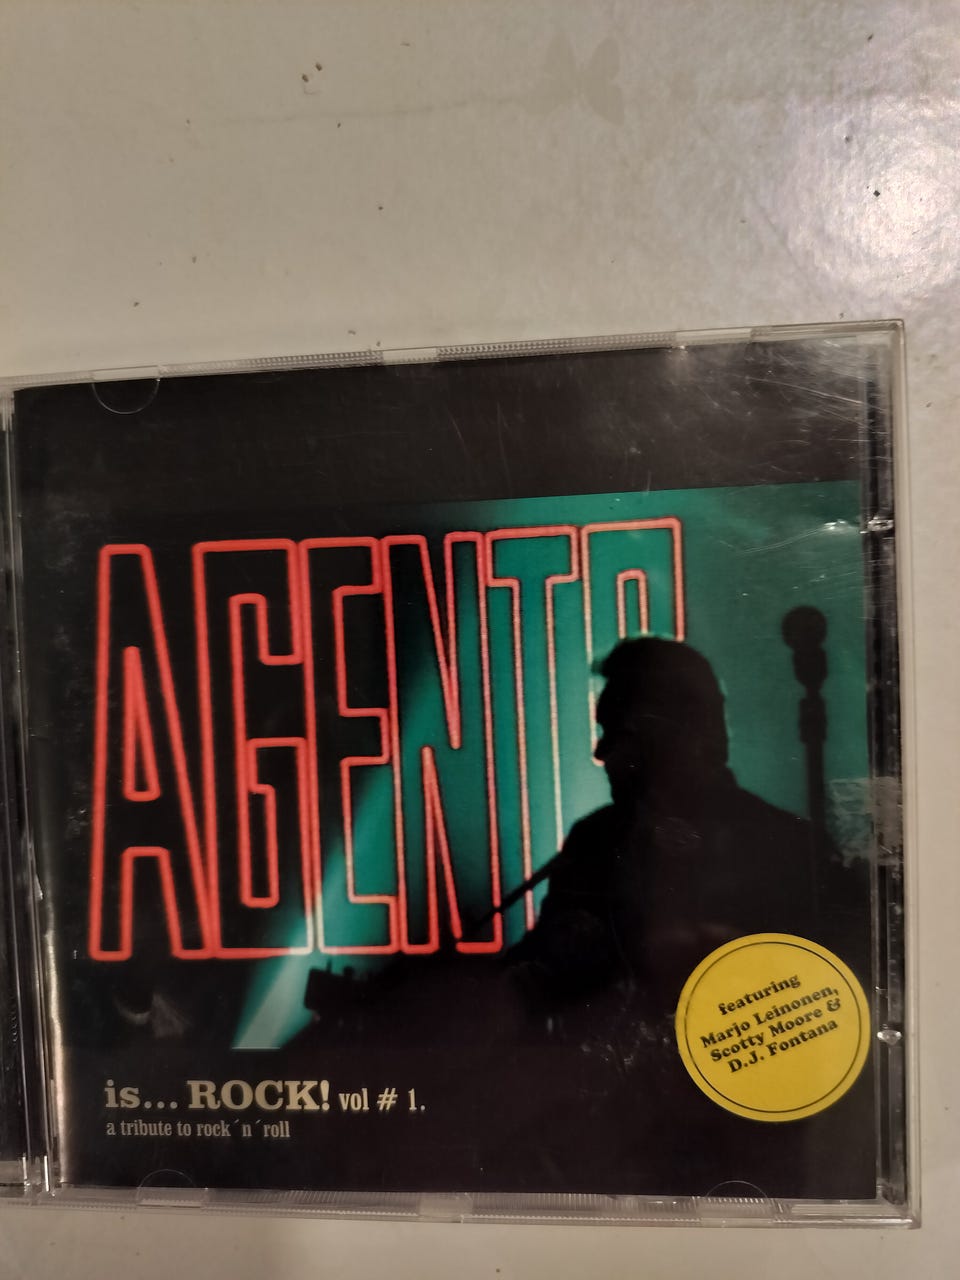 AGENTS
is... ROCK! vol # 1.
a tribute to rock´n´roll
featuring
Marjo Leinonen,
Scotty Moore &
D.J. Fontana